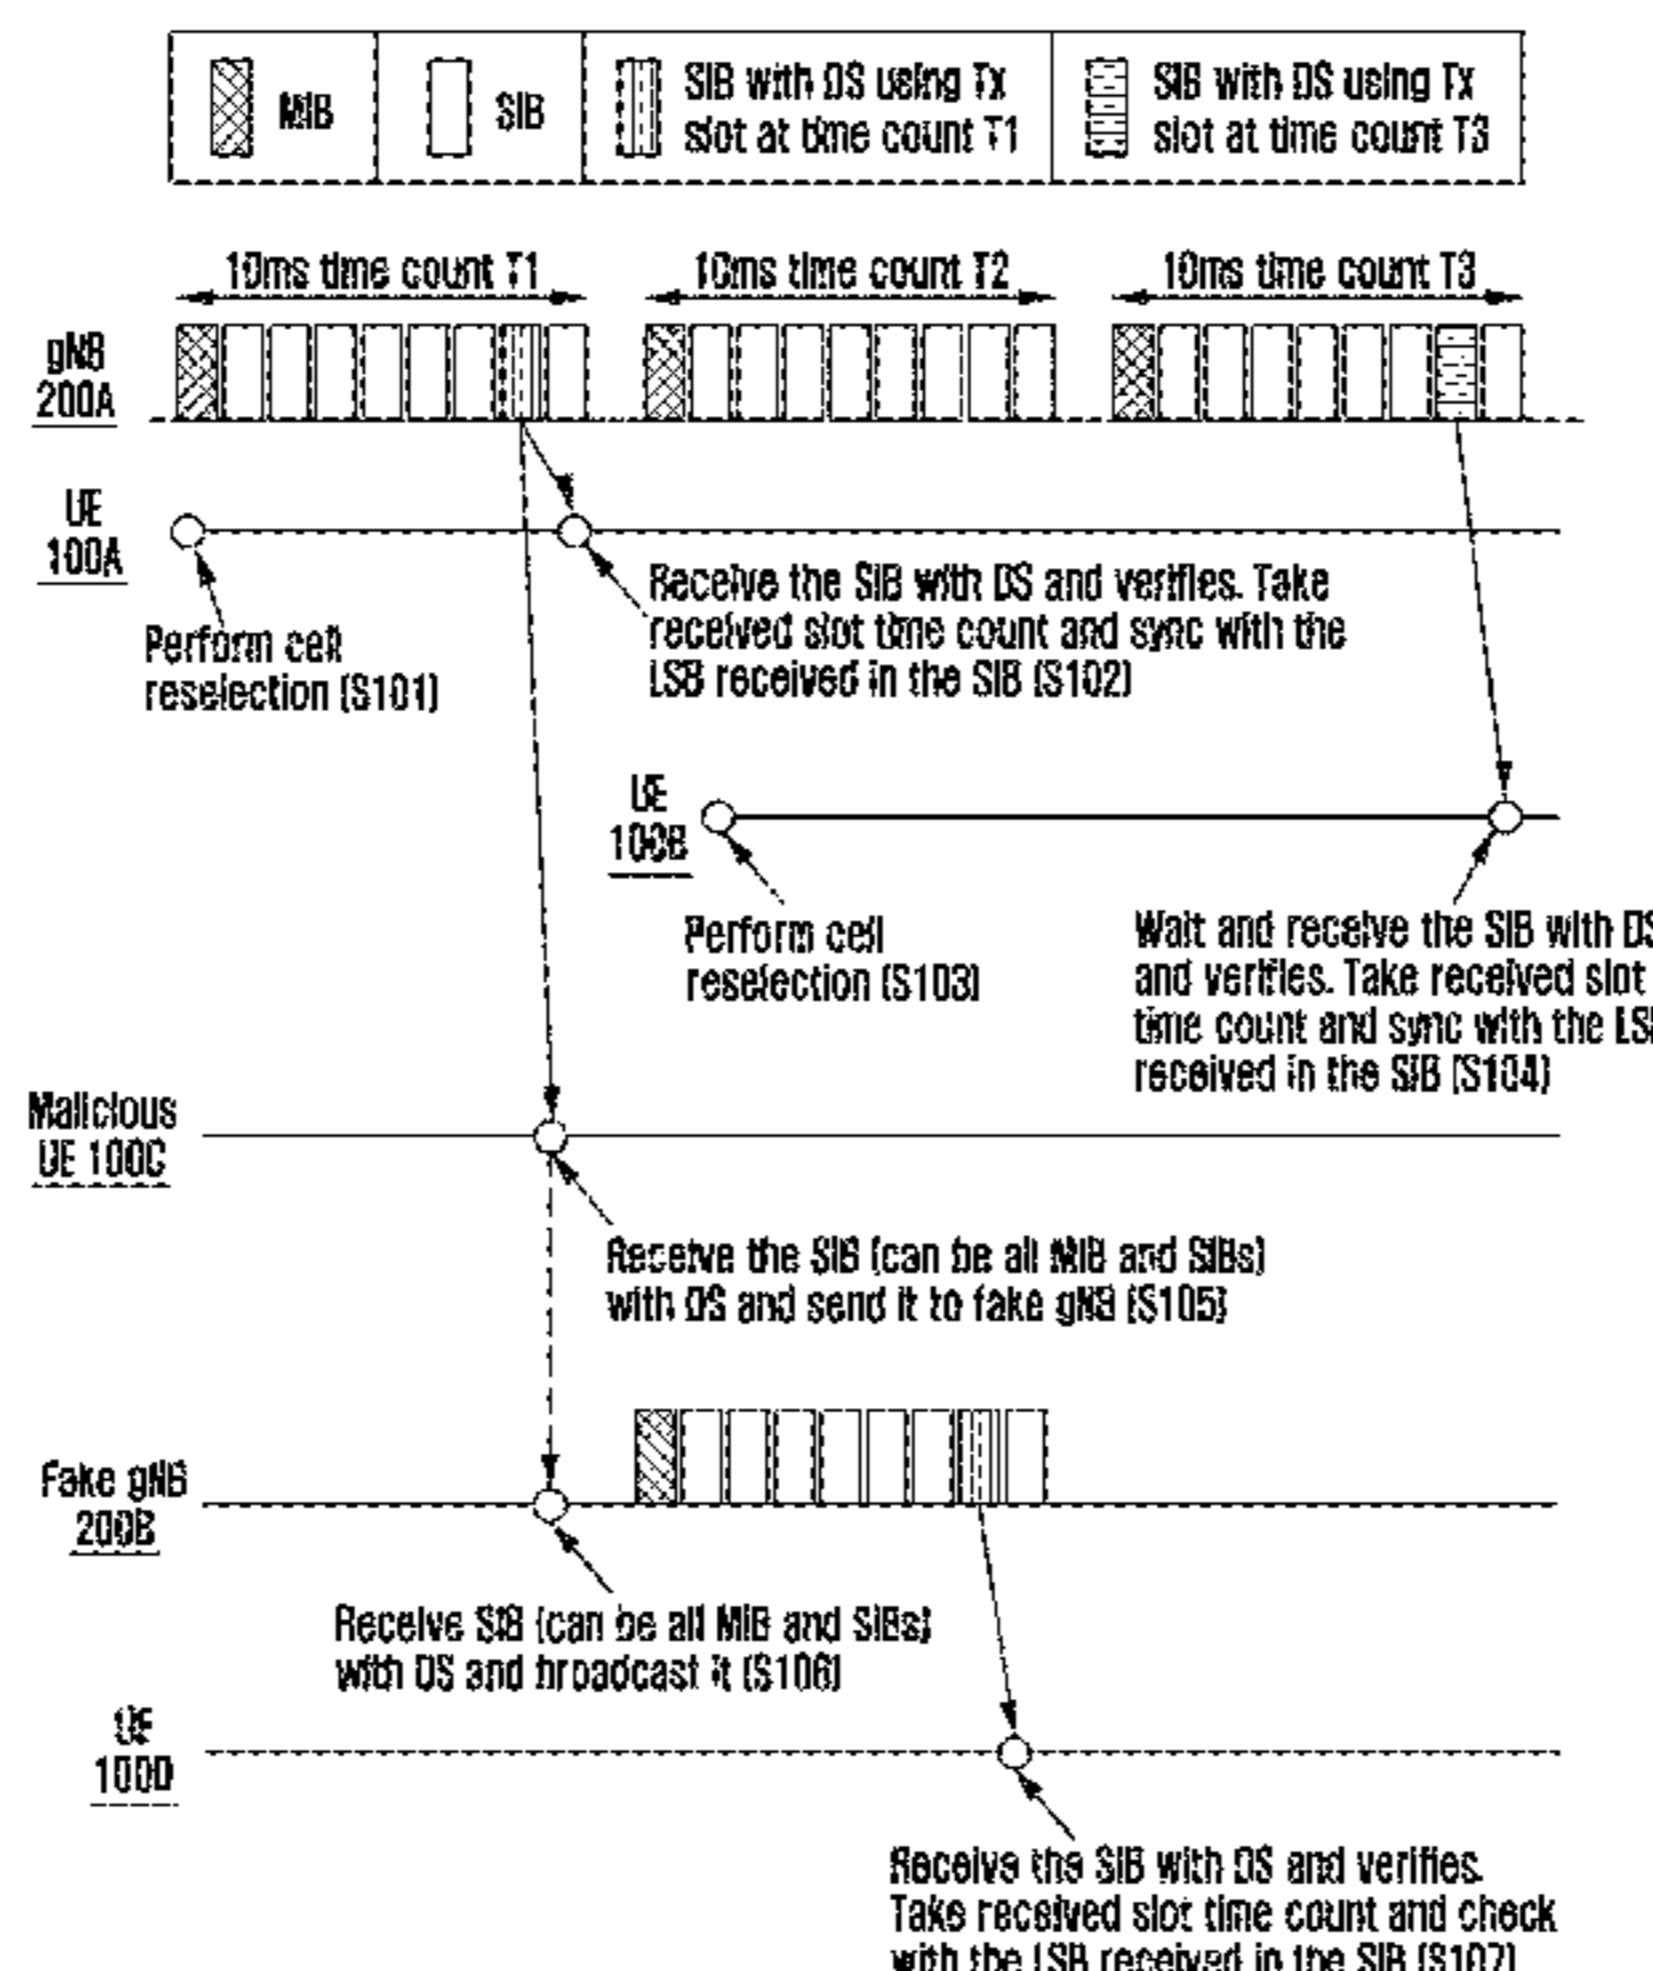 MIB
SIB
SIB with DS using Tx
slot at time count T1
SIB with DS using Tx
slot at time count T3
10ms time count T1
10ms time count T2
10ms time count T3
gNB
200A
UE
100A
Perform cell
reselection (S101)
Receive the SIB with DS and verifies. Take
received slot time count and sync with the
LSB received in the SIB (S102)
UE
100B
Perform cell
reselection (S103)
Wait and receive the SIB with DS
and verifies. Take received slot
time count and sync with the LSB
received in the SIB (S104)
Malicious
UE 100C
Receive the SIB (can be all MIB and SIBs)
with DS and send it to fake gNB (S105)
Fake gNB
200B
Receive SIB (can be all MIB and SIBs)
with DS and broadcast it (S106)
UE
100D
Receive the SIB with DS and verifies.
Take received slot time count and check
with the LSB received in the SIB (S107)